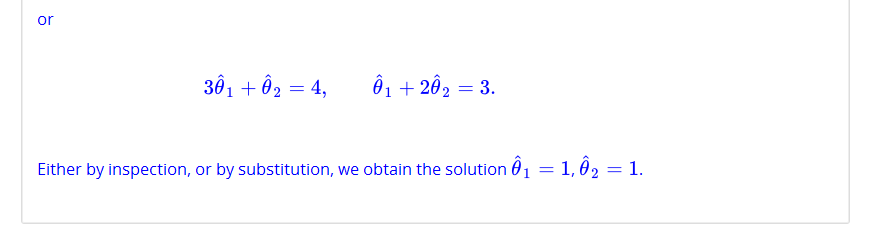 or
3θ̂₁ + θ̂₂ = 4, θ̂₁ + 2θ̂₂ = 3.
Either by inspection, or by substitution, we obtain the solution θ̂₁ = 1, θ̂₂ = 1.